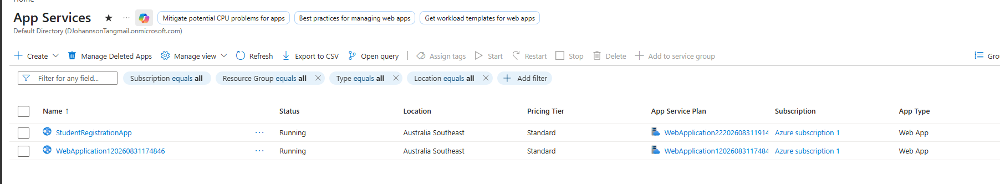 Home
App Services ★ ··· Mitigate potential CPU problems for apps Best practices for managing web apps Get workload templates for web apps
Default Directory (DJohannsonTangmail.onmicrosoft.com)
Create Manage Deleted Apps Manage view Refresh Export to CSV Open query Assign tags Start Restart Stop Delete Add to service group Gro
Filter for any field... Subscription equals all Resource Group equals all Type equals all Location equals all Add filter
Name ↑ Status Location Pricing Tier App Service Plan Subscription App Type
StudentRegistrationApp ··· Running Australia Southeast Standard WebApplication22202608311914 Azure subscription 1 Web App
WebApplication120260831174846 ··· Running Australia Southeast Standard WebApplication12026083117484 Azure subscription 1 Web App